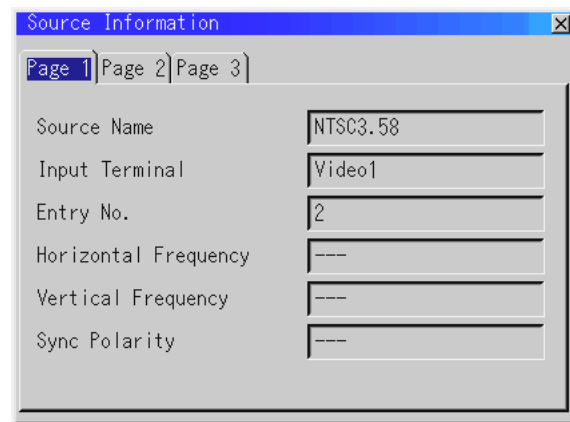 Source Information
Page 1 Page 2 Page 3
Source Name NTSC3.58
Input Terminal Video1
Entry No. 2
Horizontal Frequency ---
Vertical Frequency ---
Sync Polarity ---